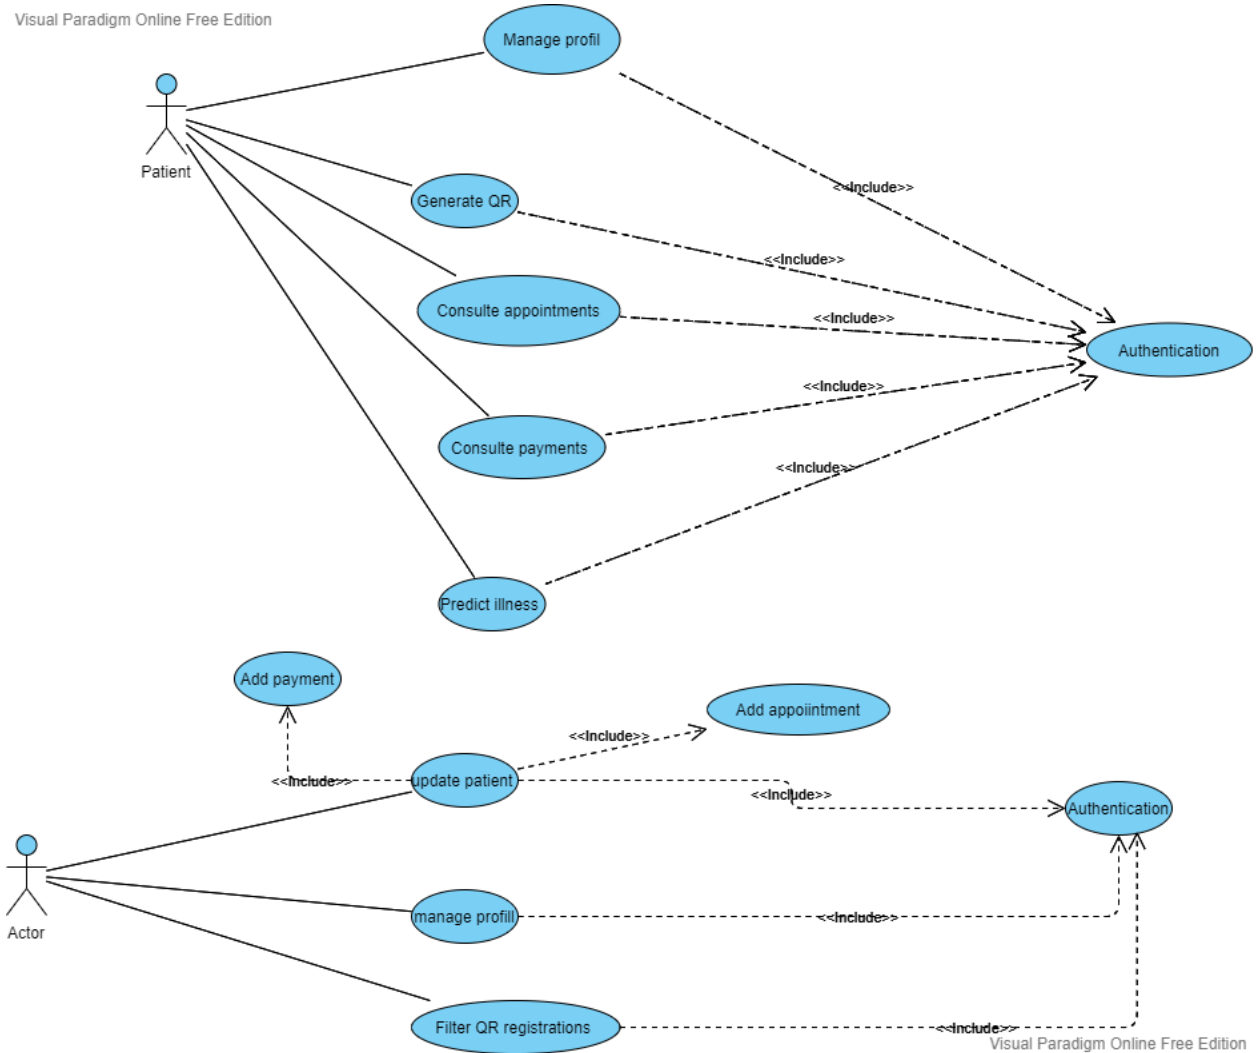 Visual Paradigm Online Free Edition
Manage profil
Patient
<<Include>>
Generate QR
<<Include>>
Consulte appointments
<<Include>>
Authentication
<<Include>>
Consulte payments
<<Include>>
Predict illness
Add payment
Add appoiintment
<<Include>>
<<Include>>
update patient
<<Include>>
Authentication
Actor
manage profill
<<Include>>
Filter QR registrations
<<Include>>
Visual Paradigm Online Free Edition